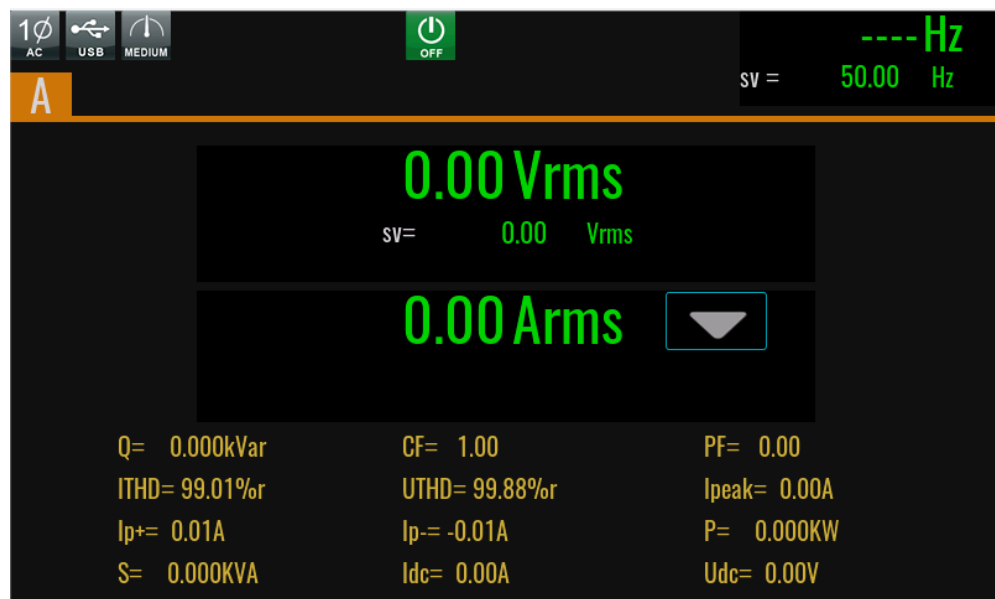 1Ø AC USB MEDIUM OFF ---- Hz
sv = 50.00 Hz
A
0.00 Vrms
sv= 0.00 Vrms
0.00 Arms
Q= 0.000kVar CF= 1.00 PF= 0.00
ITHD= 99.01%r UTHD= 99.88%r Ipeak= 0.00A
Ip+= 0.01A Ip-= -0.01A P= 0.000KW
S= 0.000KVA Idc= 0.00A Udc= 0.00V